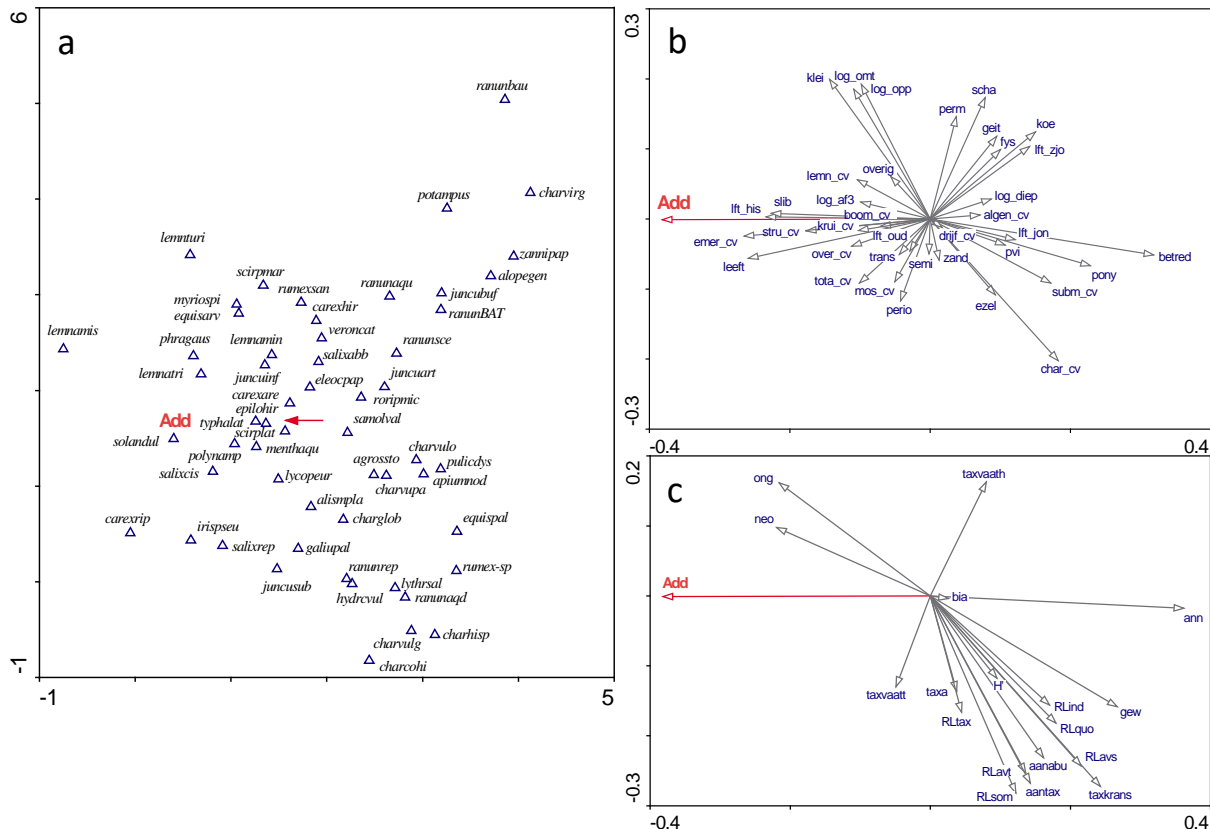 a
6
-1
-1
5
ranunbau
charvirg
potampus
lemnturi
zannipap
alopegen
scirpmar
rumexsan
ranunaqu
juncubuf
myriospi
carexhir
ranunBAT
equisarv
veroncat
lemnamis
phragaus
lemnamin
salixabb
ranunsce
lemnatri
juncuinf
eleocpap
juncuart
carexare
roripmic
epilohir
Add
typhalat
samolval
solandul
scirplat
polynamp
menthaqu
charvulo
salixcis
agrossto
pulicdys
lycopeur
charvupa
apiumnod
alismpla
carexrip
irispseu
charglob
equispal
salixrep
galiupal
ranunrep
rumex-sp
juncusub
lythrsal
hydrcvul
ranunaqd
charvulg
charhisp
charcohi
b
0.3
-0.3
-0.4
0.4
klei
log_omt
log_opp
scha
perm
geit
koe
fys
lft_zjo
overig
lemn_cv
log_diep
slib
log_af3
Add
lft_his
boom_cv
algen_cv
stru_cv
krui_cv
emer_cv
lft_oud
drijf_cv
lft_jon
over_cv
leeft
trans
semi
zand
pvi
betred
pony
tota_cv
mos_cv
subm_cv
perio
ezel
char_cv
c
0.2
-0.3
-0.4
0.4
ong
taxvaath
neo
Add
bia
ann
taxvaatt
taxa
H'
RLtax
RLind
gew
RLquo
RLavt
aanabu
RLavs
RLsom
aantax
taxkrans